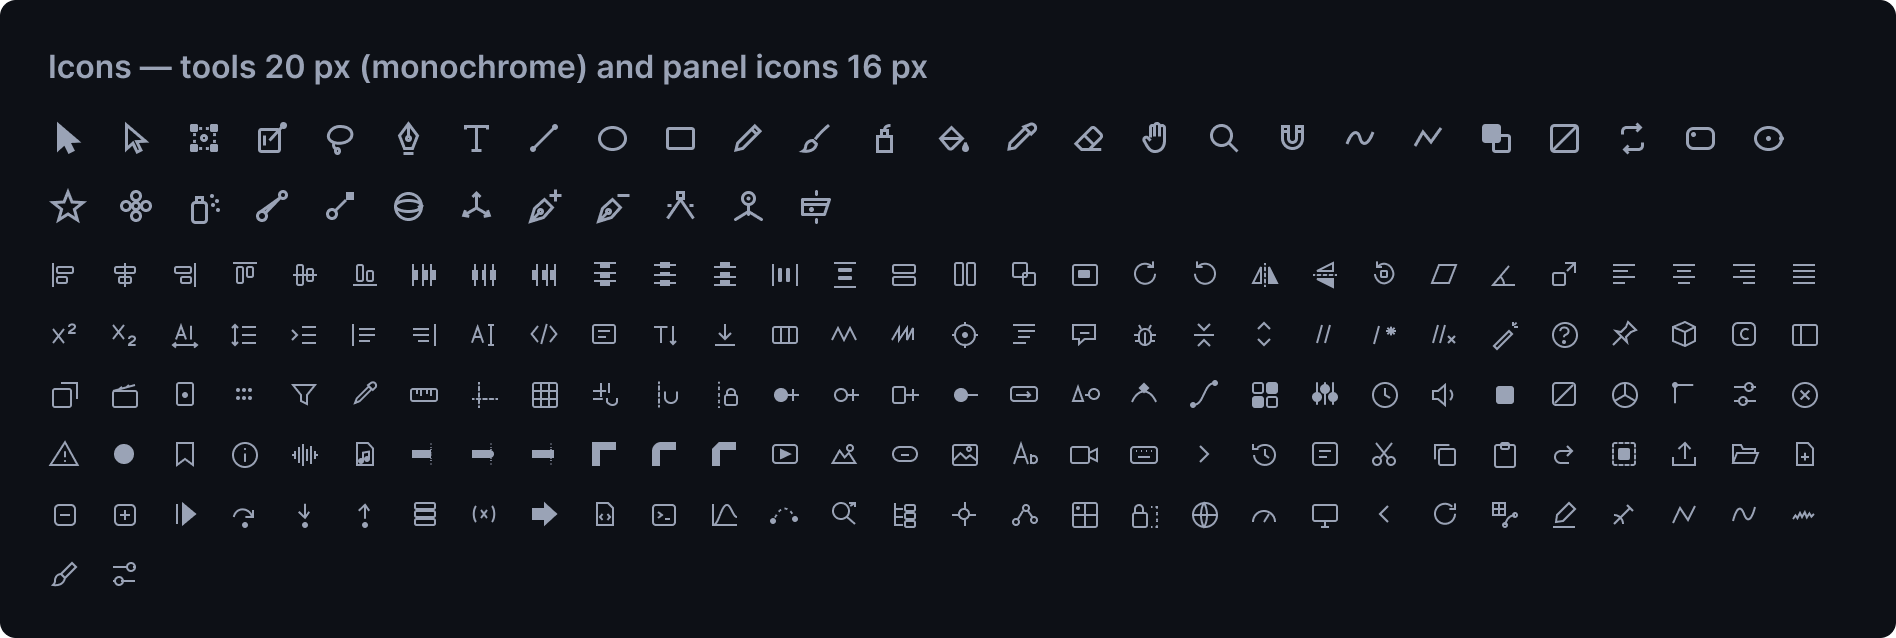 Icons — tools 20 px (monochrome) and panel icons 16 px